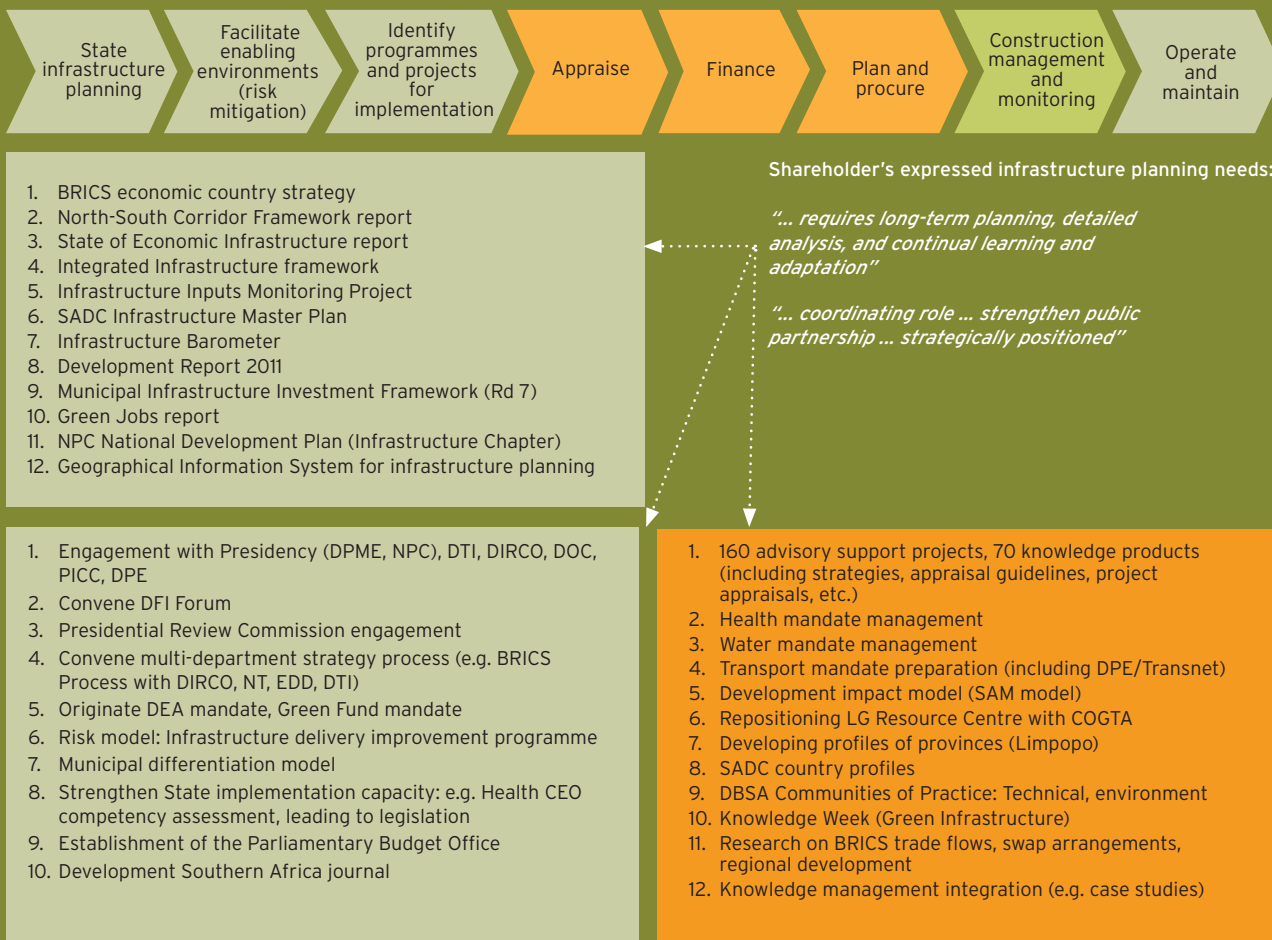 State
infrastructure
planning
Facilitate
enabling
environments
(risk
mitigation)
Identify
programmes
and projects
for
implementation
Appraise
Finance
Plan and
procure
Construction
management
and
monitoring
Operate
and
maintain
1. BRICS economic country strategy
2. North-South Corridor Framework report
3. State of Economic Infrastructure report
4. Integrated Infrastructure framework
5. Infrastructure Inputs Monitoring Project
6. SADC Infrastructure Master Plan
7. Infrastructure Barometer
8. Development Report 2011
9. Municipal Infrastructure Investment Framework (Rd 7)
10. Green Jobs report
11. NPC National Development Plan (Infrastructure Chapter)
12. Geographical Information System for infrastructure planning
Shareholder's expressed infrastructure planning needs:
"... requires long-term planning, detailed
analysis, and continual learning and
adaptation"
"... coordinating role ... strengthen public
partnership ... strategically positioned"
1. Engagement with Presidency (DPME, NPC), DTI, DIRCO, DOC,
PICC, DPE
2. Convene DFI Forum
3. Presidential Review Commission engagement
4. Convene multi-department strategy process (e.g. BRICS
Process with DIRCO, NT, EDD, DTI)
5. Originate DEA mandate, Green Fund mandate
6. Risk model: Infrastructure delivery improvement programme
7. Municipal differentiation model
8. Strengthen State implementation capacity: e.g. Health CEO
competency assessment, leading to legislation
9. Establishment of the Parliamentary Budget Office
10. Development Southern Africa journal
1. 160 advisory support projects, 70 knowledge products
(including strategies, appraisal guidelines, project
appraisals, etc.)
2. Health mandate management
3. Water mandate management
4. Transport mandate preparation (including DPE/Transnet)
5. Development impact model (SAM model)
6. Repositioning LG Resource Centre with COGTA
7. Developing profiles of provinces (Limpopo)
8. SADC country profiles
9. DBSA Communities of Practice: Technical, environment
10. Knowledge Week (Green Infrastructure)
11. Research on BRICS trade flows, swap arrangements,
regional development
12. Knowledge management integration (e.g. case studies)